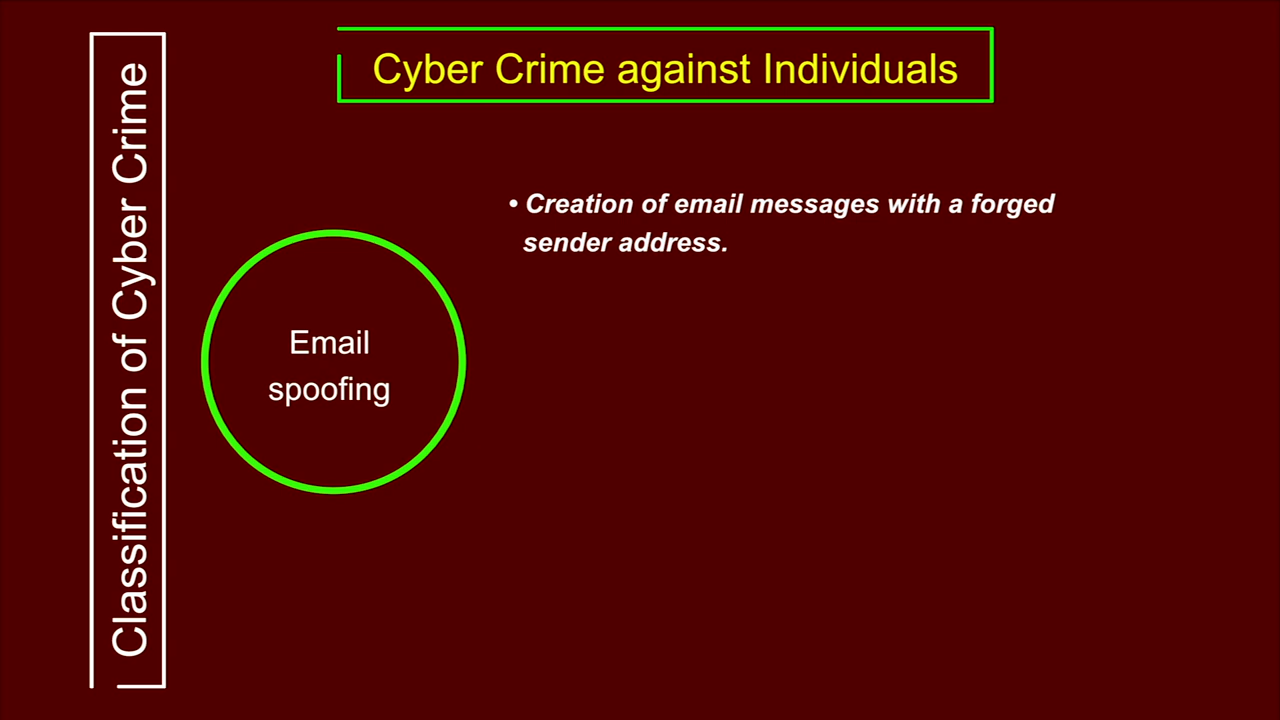 Classification of Cyber Crime
Cyber Crime against Individuals
• Creation of email messages with a forged
sender address.
Email
spoofing